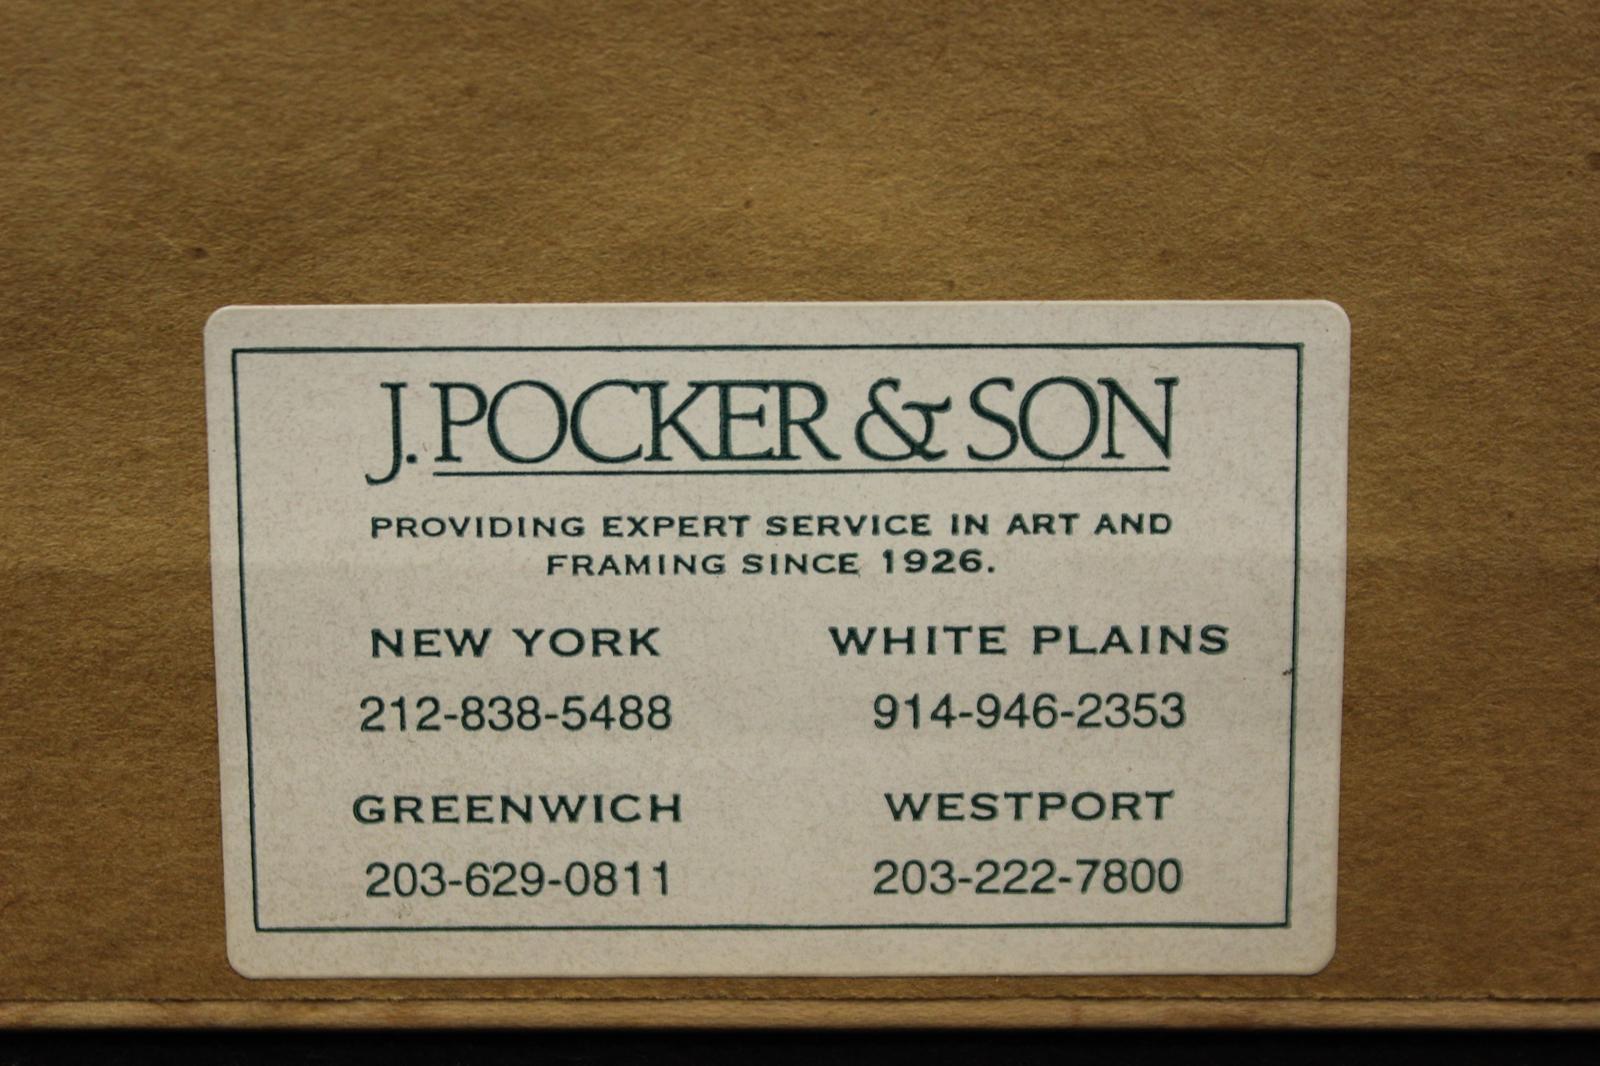 J. POCKER & SON
PROVIDING EXPERT SERVICE IN ART AND
FRAMING SINCE 1926.
NEW YORK WHITE PLAINS
212-838-5488 914-946-2353
GREENWICH WESTPORT
203-629-0811 203-222-7800